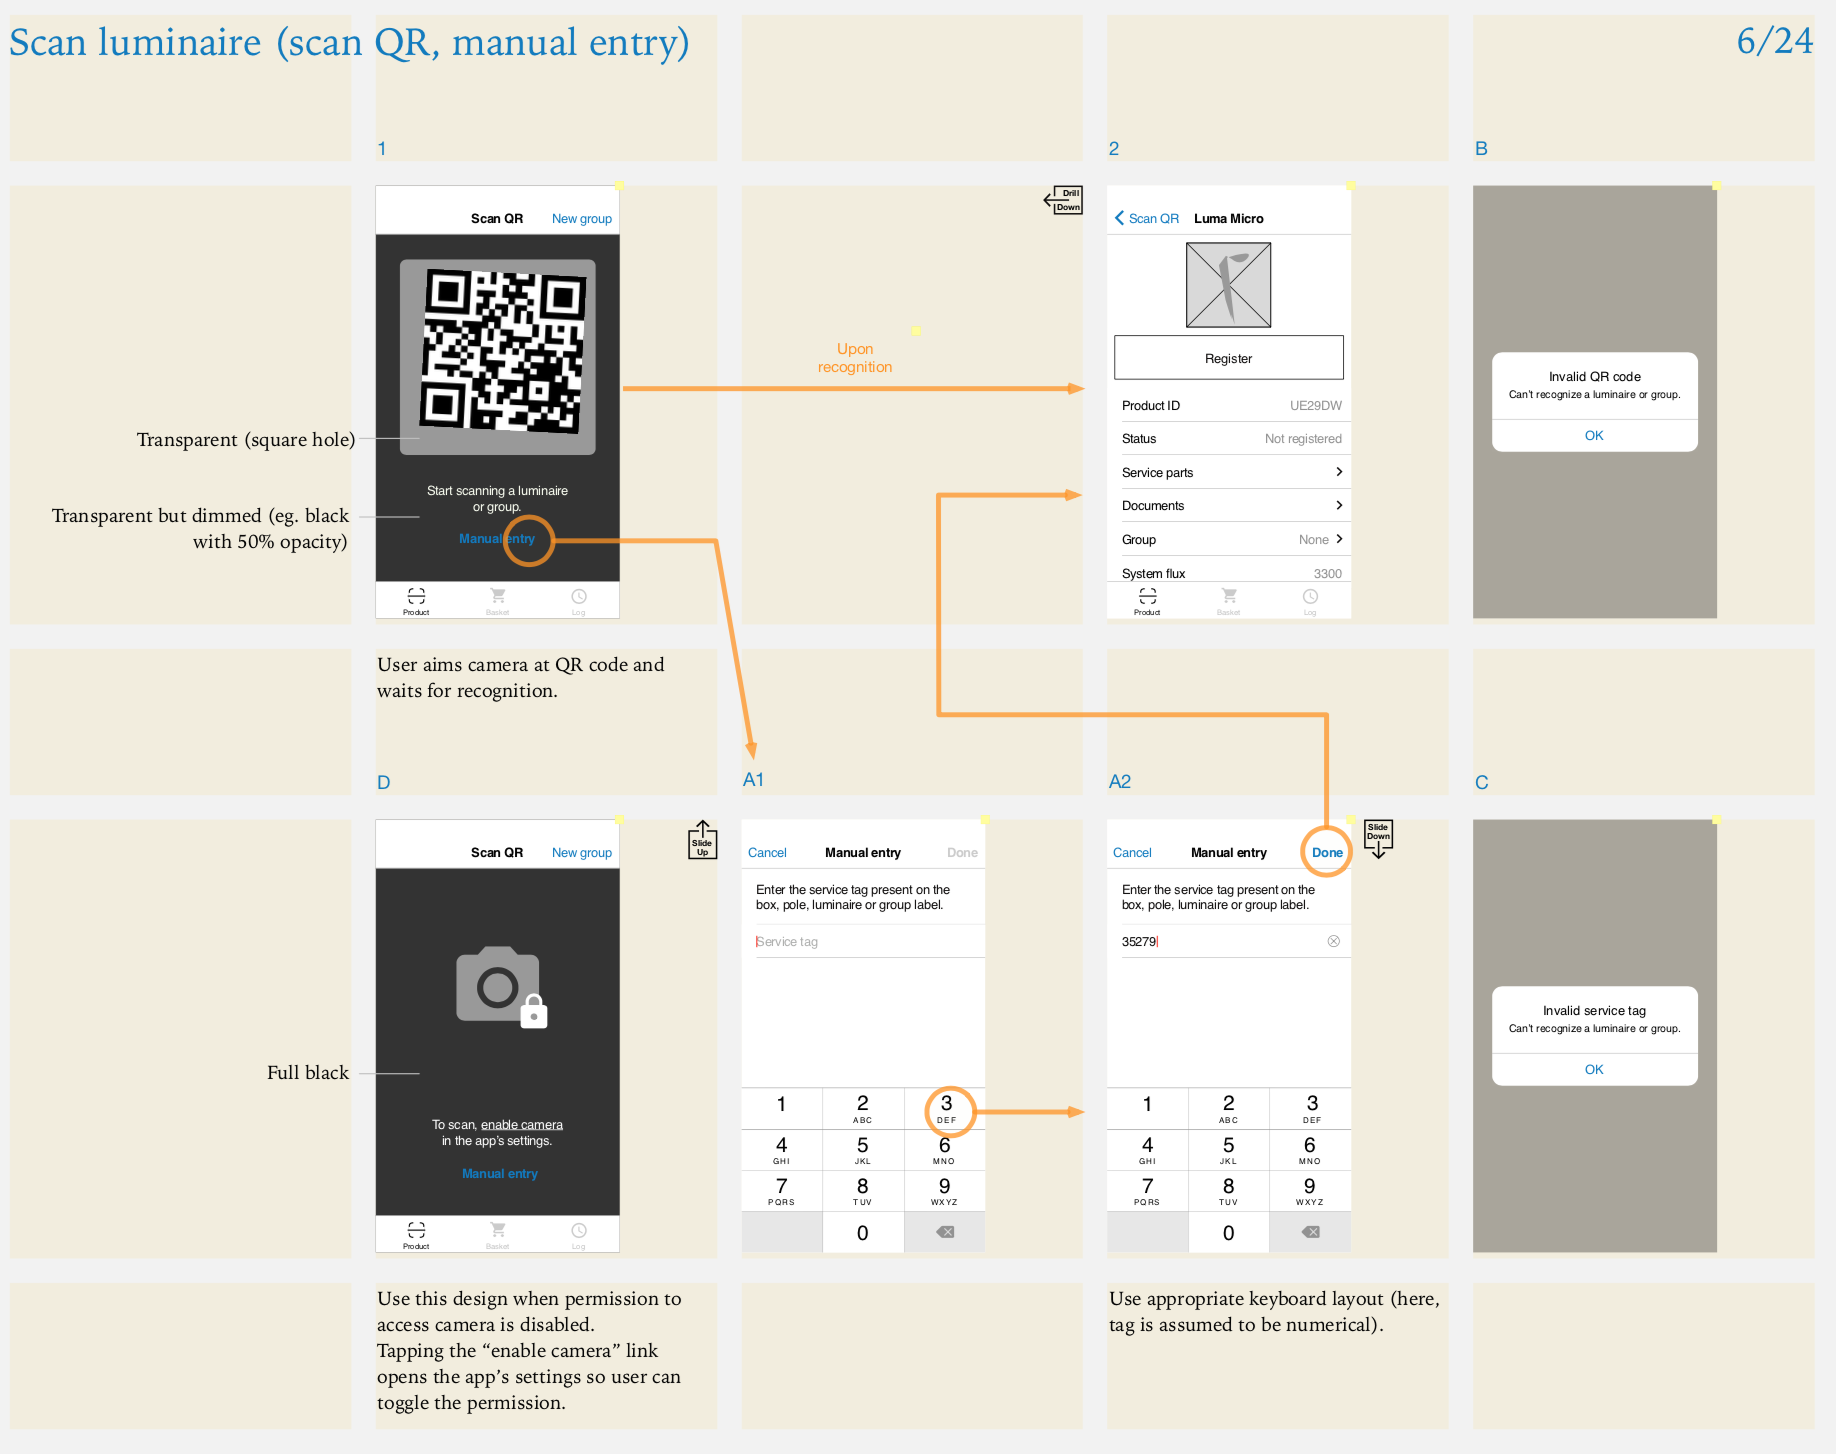 Scan luminaire (scan QR, manual entry)
6/24
1
2
B
Scan QR
New group
Transparent (square hole)
Transparent but dimmed (eg. black
with 50% opacity)
Start scanning a luminaire
or group.
Manual entry
Product
Basket
Log
User aims camera at QR code and
waits for recognition.
Upon
recognition
Drill
Down
Scan QR
Luma Micro
Register
Product ID
UE29DW
Status
Not registered
Service parts
Documents
Group
None
System flux
3300
Product
Basket
Log
Invalid QR code
Can't recognize a luminaire or group.
OK
D
A1
A2
C
Scan QR
New group
Full black
To scan, enable camera
in the app's settings.
Manual entry
Product
Basket
Log
Use this design when permission to
access camera is disabled.
Tapping the “enable camera” link
opens the app's settings so user can
toggle the permission.
Slide
Up
Cancel
Manual entry
Done
Enter the service tag present on the
box, pole, luminaire or group label.
Service tag
1
2
ABC
3
DEF
4
GHI
5
JKL
6
MNO
7
PQRS
8
TUV
9
WXYZ
0
Cancel
Manual entry
Done
Slide
Down
Enter the service tag present on the
box, pole, luminaire or group label.
35279
1
2
ABC
3
DEF
4
GHI
5
JKL
6
MNO
7
PQRS
8
TUV
9
WXYZ
0
Use appropriate keyboard layout (here,
tag is assumed to be numerical).
Invalid service tag
Can't recognize a luminaire or group.
OK